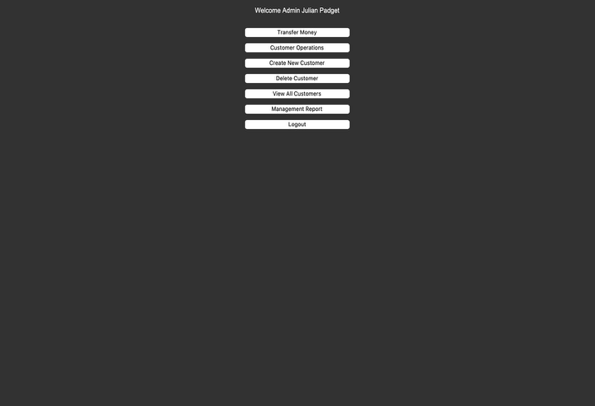 Welcome Admin Julian Padget
Transfer Money
Customer Operations
Create New Customer
Delete Customer
View All Customers
Management Report
Logout